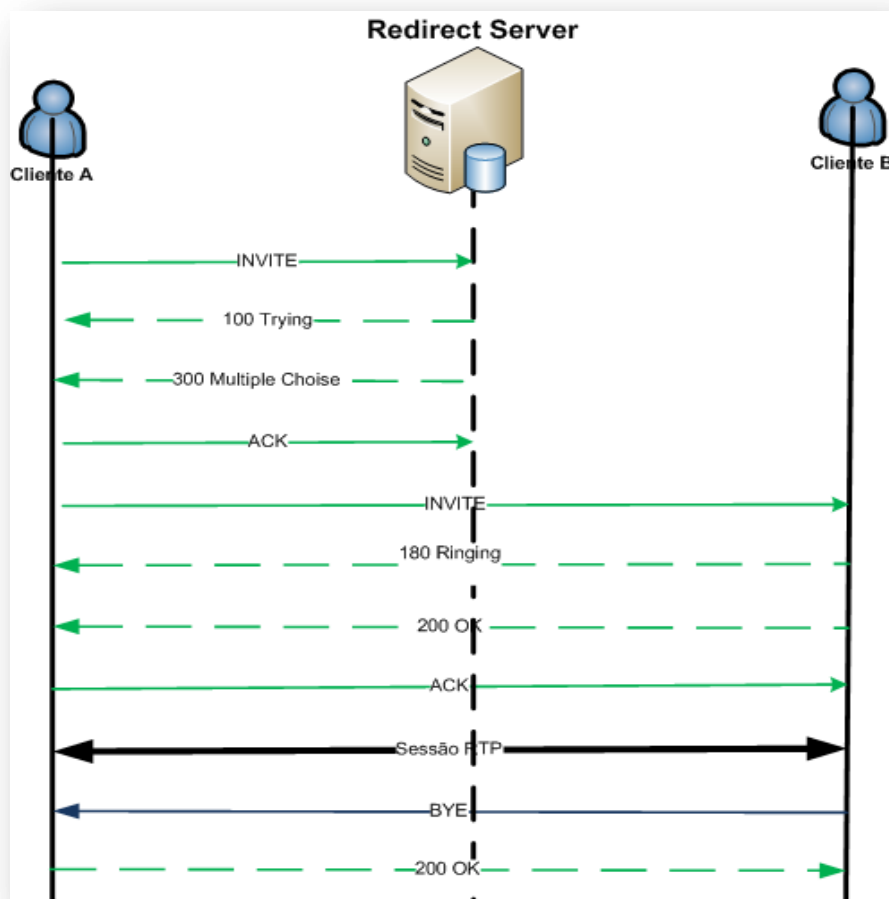 Redirect Server
Cliente A
Cliente B
INVITE
100 Trying
300 Multiple Choise
ACK
INVITE
180 Ringing
200 OK
ACK
Sessão RTP
BYE
200 OK